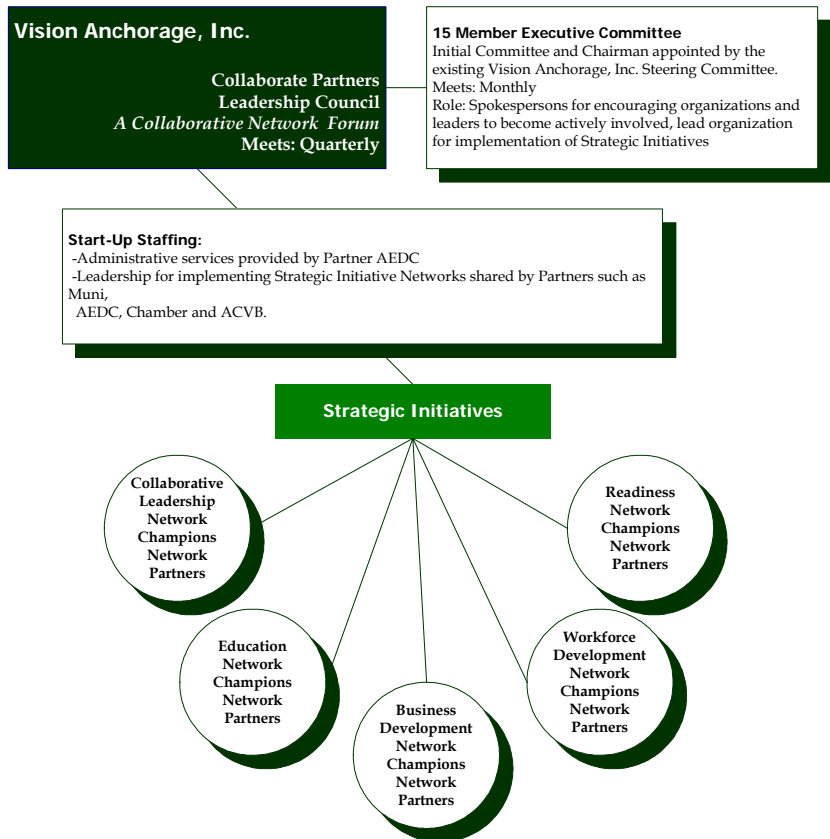 Vision Anchorage, Inc.
Collaborate Partners
Leadership Council
A Collaborative Network Forum
Meets: Quarterly
15 Member Executive Committee
Initial Committee and Chairman appointed by the
existing Vision Anchorage, Inc. Steering Committee.
Meets: Monthly
Role: Spokespersons for encouraging organizations and
leaders to become actively involved, lead organization
for implementation of Strategic Initiatives
Start-Up Staffing:
-Administrative services provided by Partner AEDC
-Leadership for implementing Strategic Initiative Networks shared by Partners such as
Muni,
AEDC, Chamber and ACVB.
Strategic Initiatives
Collaborative
Leadership
Network
Champions
Network
Partners
Education
Network
Champions
Network
Partners
Business
Development
Network
Champions
Network
Partners
Workforce
Development
Network
Champions
Network
Partners
Readiness
Network
Champions
Network
Partners